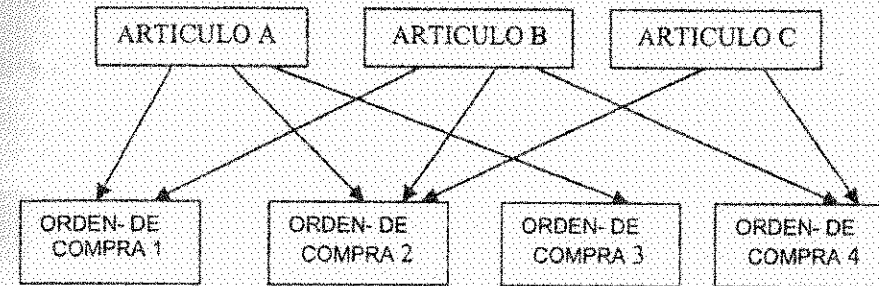 ARTICULO A
ARTICULO B
ARTICULO C
ORDEN- DE
COMPRA 1
ORDEN- DE
COMPRA 2
ORDEN- DE
COMPRA 3
ORDEN- DE
COMPRA 4